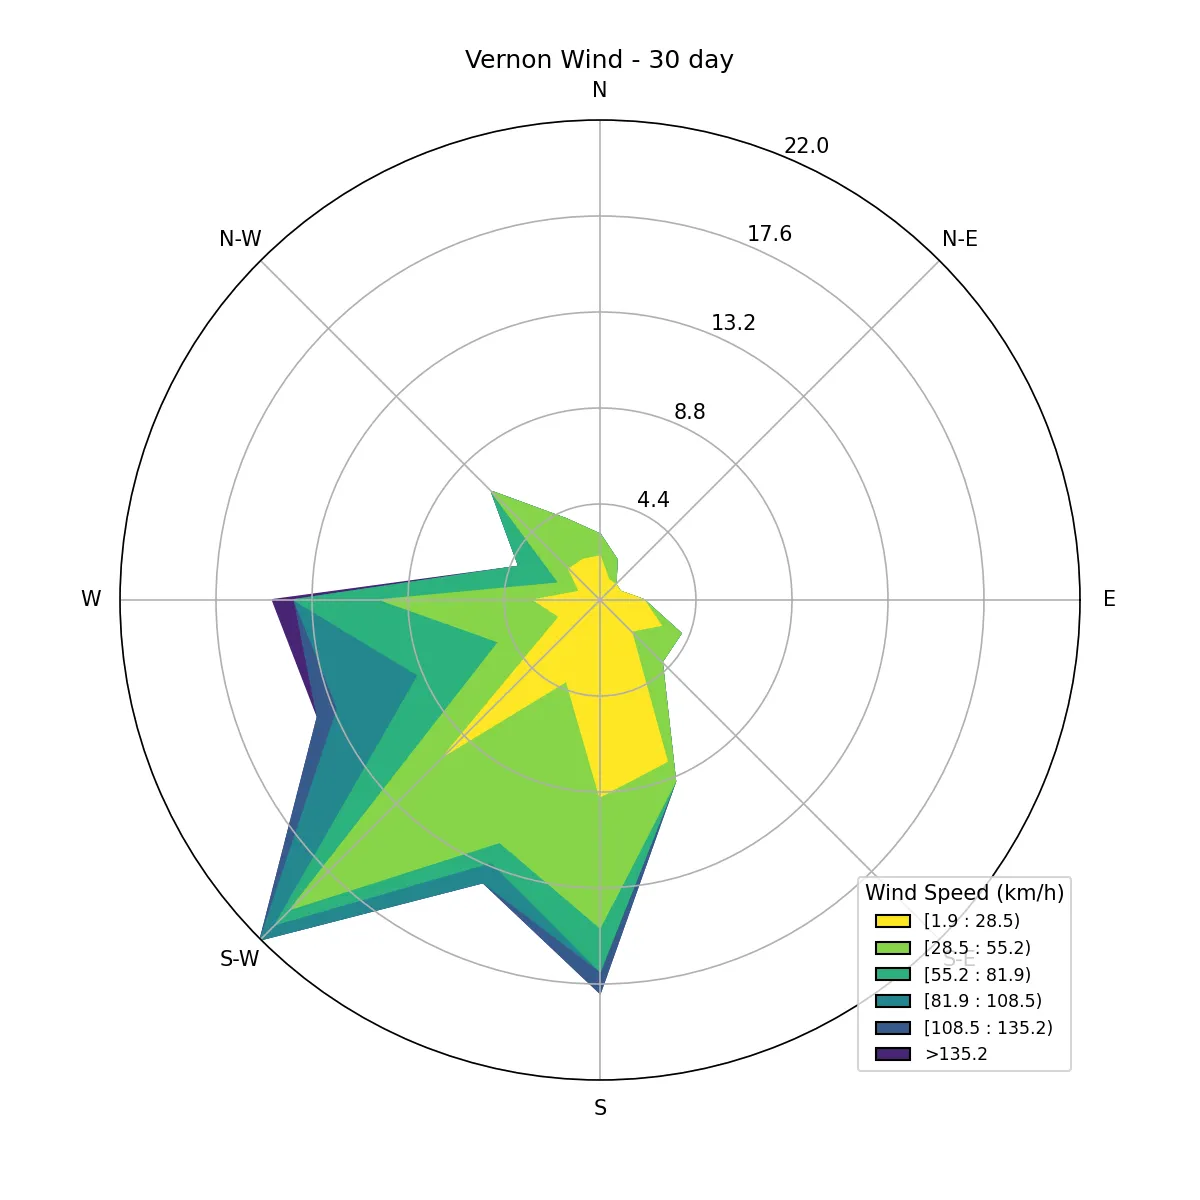 Vernon Wind - 30 day
N
22.0
N-W
17.6
N-E
13.2
8.8
4.4
W
E
S-W
S-E
Wind Speed (km/h)
[1.9 : 28.5)
[28.5 : 55.2)
[55.2 : 81.9)
[81.9 : 108.5)
[108.5 : 135.2)
>135.2
S